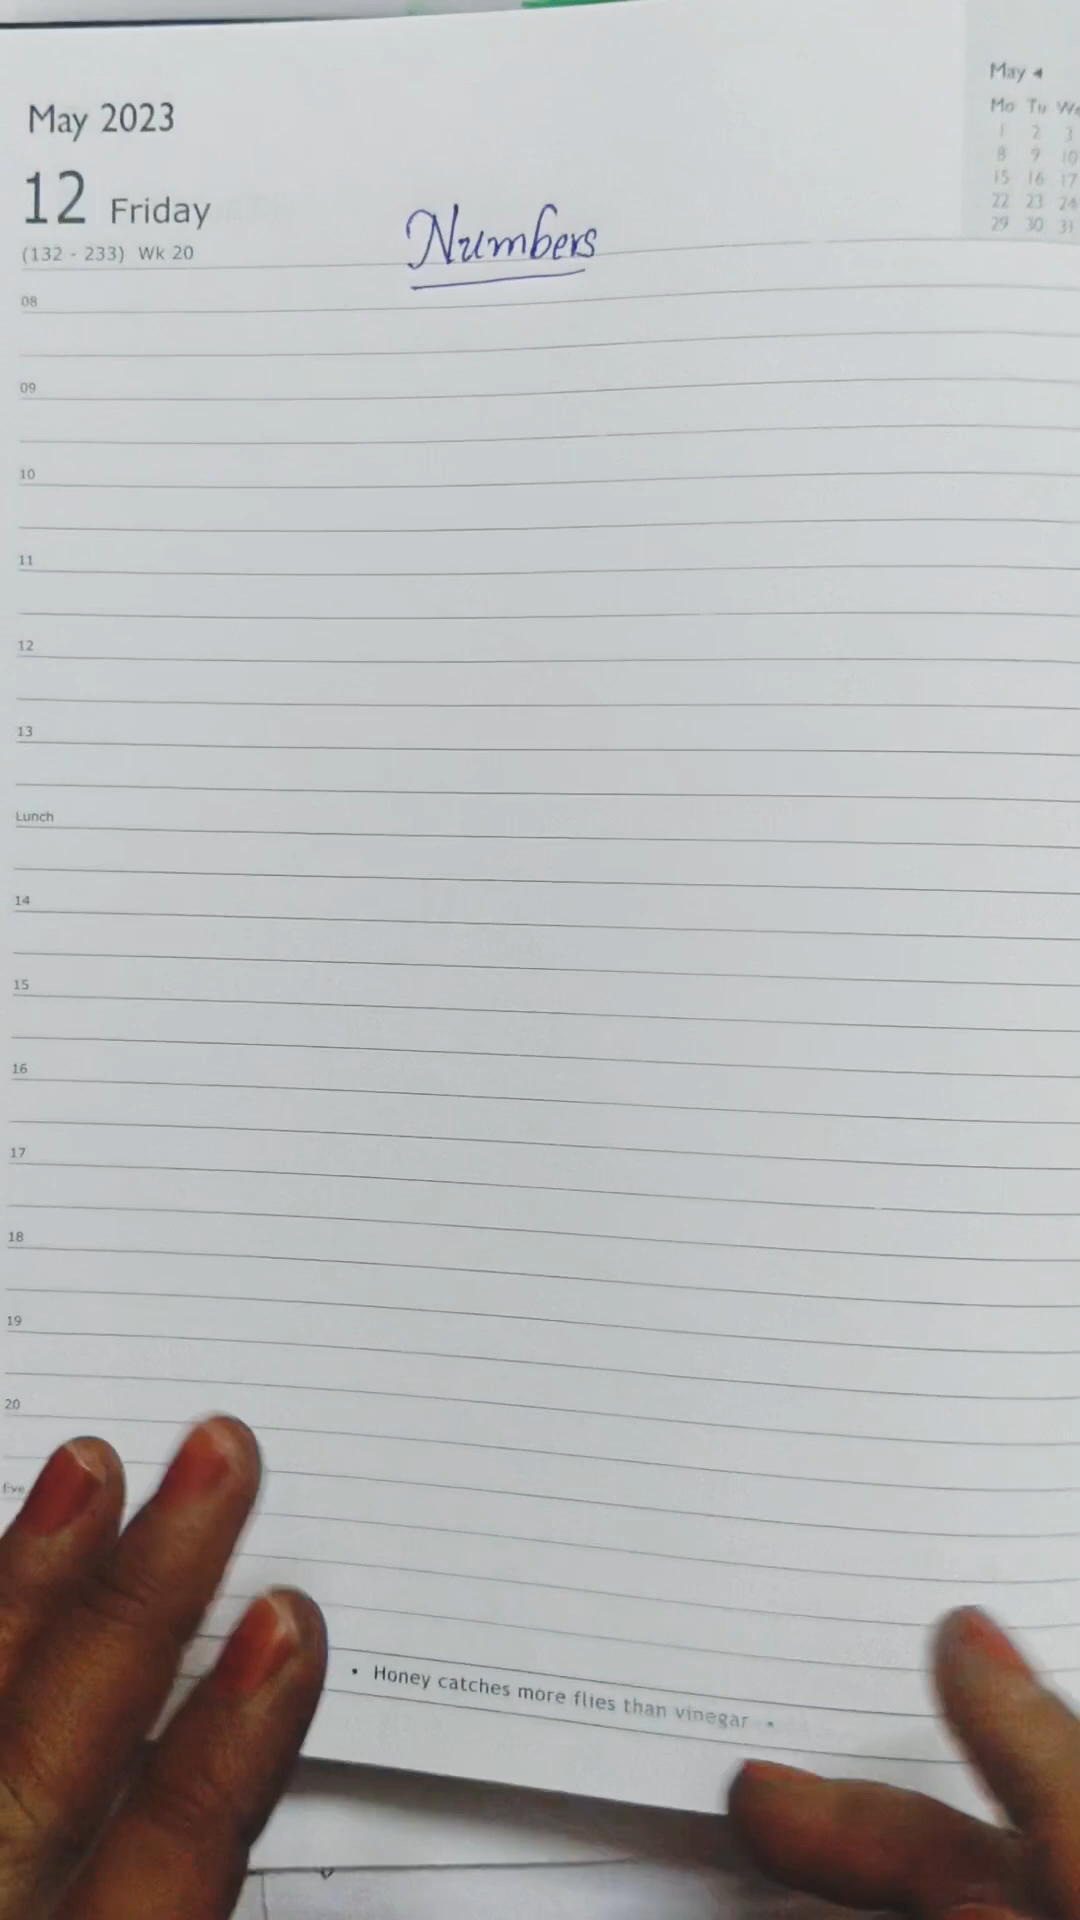 May 2023
12 Friday
(132 - 233) Wk 20
Numbers
May ◄
Mo Tu We
1 2 3
8 9 10
15 16 17
22 23 24
29 30 31
08
09
10
11
12
13
Lunch
14
15
16
17
18
19
20
Eve
• Honey catches more flies than vinegar •